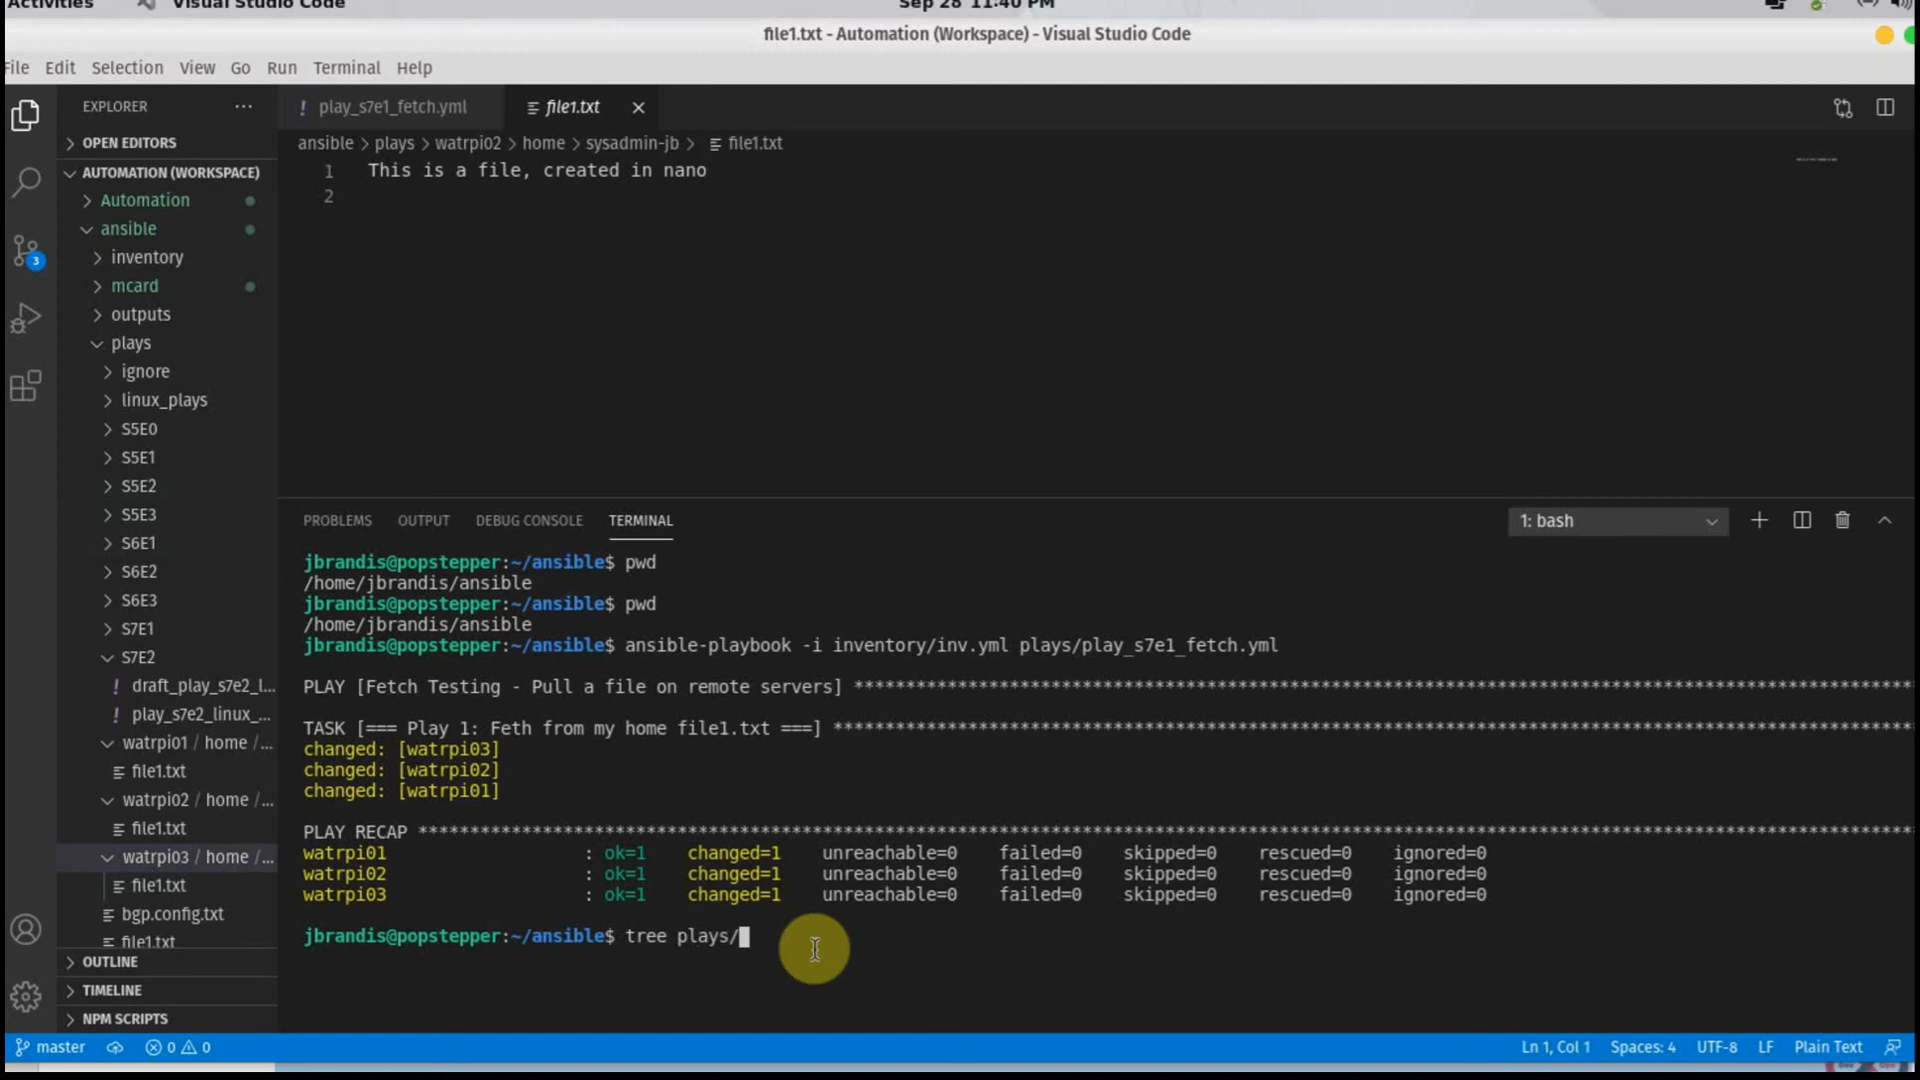 Activities Visual Studio Code Sep 28 11:40 PM
file1.txt - Automation (Workspace) - Visual Studio Code
File Edit Selection View Go Run Terminal Help
EXPLORER ···
OPEN EDITORS
AUTOMATION (WORKSPACE)
Automation
ansible
inventory
mcard
outputs
plays
ignore
linux_plays
S5E0
S5E1
S5E2
S5E3
S6E1
S6E2
S6E3
S7E1
S7E2
! draft_play_s7e2_l...
! play_s7e2_linux_...
watrpi01 / home /...
file1.txt
watrpi02 / home /...
file1.txt
watrpi03 / home /...
file1.txt
bgp.config.txt
file1.txt
OUTLINE
TIMELINE
NPM SCRIPTS
3
! play_s7e1_fetch.yml file1.txt
ansible > plays > watrpi02 > home > sysadmin-jb > file1.txt
1 This is a file, created in nano
2
PROBLEMS OUTPUT DEBUG CONSOLE TERMINAL 1: bash
jbrandis@popstepper:~/ansible$ pwd
/home/jbrandis/ansible
jbrandis@popstepper:~/ansible$ pwd
/home/jbrandis/ansible
jbrandis@popstepper:~/ansible$ ansible-playbook -i inventory/inv.yml plays/play_s7e1_fetch.yml
PLAY [Fetch Testing - Pull a file on remote servers] ******************************************************************************************************
TASK [=== Play 1: Feth from my home file1.txt ===] ********************************************************************************************************
changed: [watrpi03]
changed: [watrpi02]
changed: [watrpi01]
PLAY RECAP ************************************************************************************************************************************************
watrpi01 : ok=1 changed=1 unreachable=0 failed=0 skipped=0 rescued=0 ignored=0
watrpi02 : ok=1 changed=1 unreachable=0 failed=0 skipped=0 rescued=0 ignored=0
watrpi03 : ok=1 changed=1 unreachable=0 failed=0 skipped=0 rescued=0 ignored=0
jbrandis@popstepper:~/ansible$ tree plays/
master 0 0 Ln 1, Col 1 Spaces: 4 UTF-8 LF Plain Text